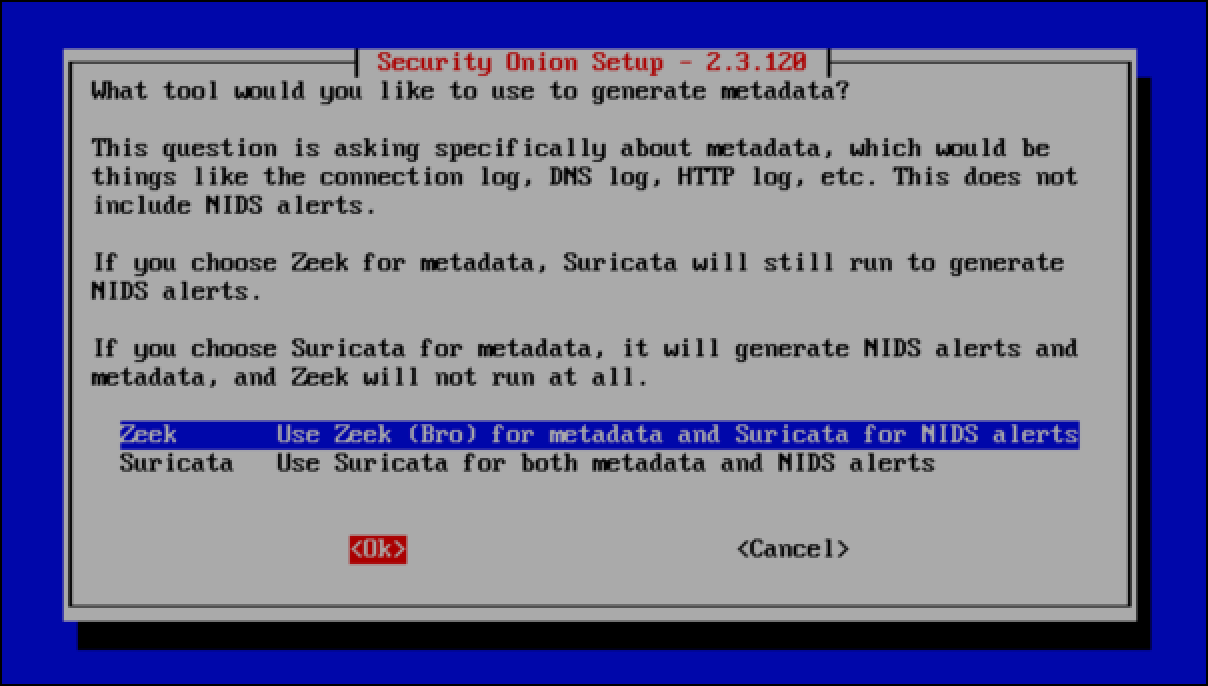 Security Onion Setup - 2.3.120
What tool would you like to use to generate metadata?
This question is asking specifically about metadata, which would be
things like the connection log, DNS log, HTTP log, etc. This does not
include NIDS alerts.
If you choose Zeek for metadata, Suricata will still run to generate
NIDS alerts.
If you choose Suricata for metadata, it will generate NIDS alerts and
metadata, and Zeek will not run at all.
Zeek Use Zeek (Bro) for metadata and Suricata for NIDS alerts
Suricata Use Suricata for both metadata and NIDS alerts
<Ok> <Cancel>